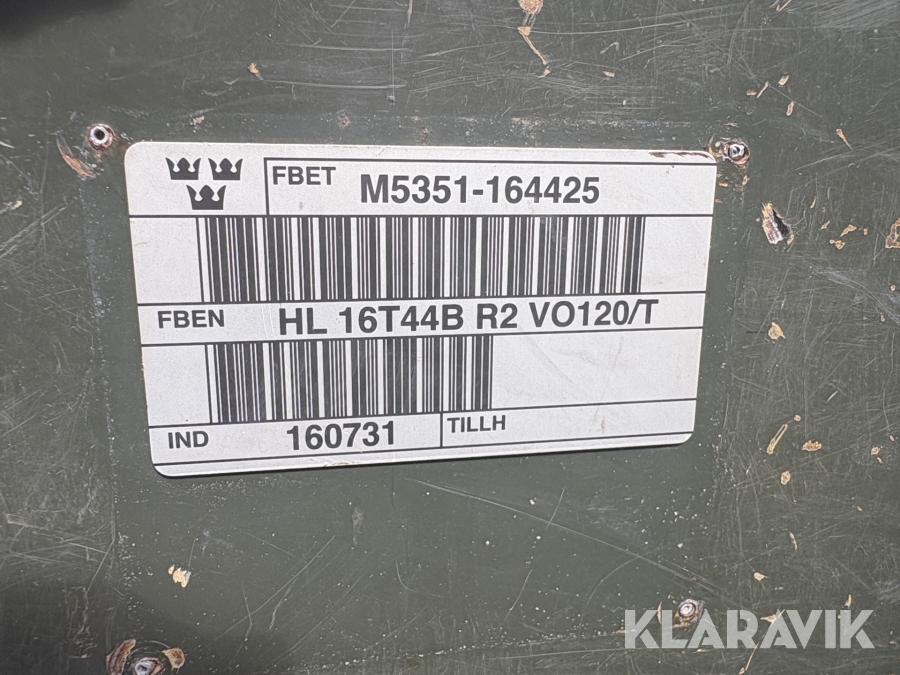 FBET M5351-164425
FBEN HL 16T44B R2 VO120/T
IND 160731 TILLH
KLARAVIK